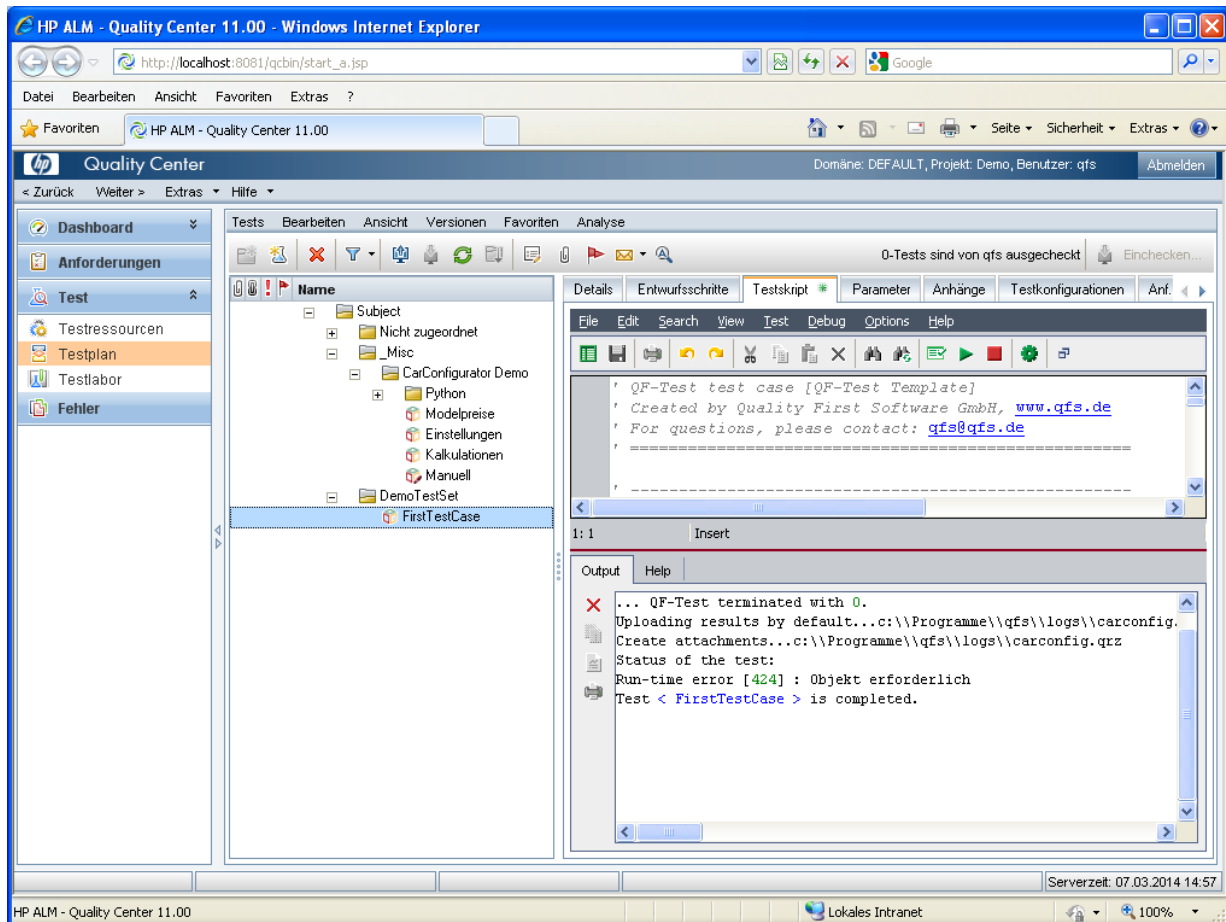 HP ALM - Quality Center 11.00 - Windows Internet Explorer
http://localhost:8081/qcbin/start_a.jsp
Google
Datei Bearbeiten Ansicht Favoriten Extras ?
Favoriten HP ALM - Quality Center 11.00 Seite Sicherheit Extras
hp Quality Center Domäne: DEFAULT, Projekt: Demo, Benutzer: qfs Abmelden
< Zurück Weiter > Extras Hilfe
Dashboard
Anforderungen
Test
Testressourcen
Testplan
Testlabor
Fehler
Tests Bearbeiten Ansicht Versionen Favoriten Analyse
0-Tests sind von qfs ausgecheckt Einchecken...
Name
Subject
Nicht zugeordnet
_Misc
CarConfigurator Demo
Python
Modelpreise
Einstellungen
Kalkulationen
Manuell
DemoTestSet
FirstTestCase
Details Entwurfsschritte Testskript Parameter Anhänge Testkonfigurationen Anf.
File Edit Search View Test Debug Options Help
' QF-Test test case [QF-Test Template]
' Created by Quality First Software GmbH, www.qfs.de
' For questions, please contact: qfs@qfs.de
' ====================================================
' ----------------------------------------------------
1: 1 Insert
Output Help
... QF-Test terminated with 0.
Uploading results by default...c:\\Programme\\qfs\\logs\\carconfig.
Create attachments...c:\\Programme\\qfs\\logs\\carconfig.qrz
Status of the test:
Run-time error [424] : Objekt erforderlich
Test < FirstTestCase > is completed.
Serverzeit: 07.03.2014 14:57
HP ALM - Quality Center 11.00 Lokales Intranet 100%